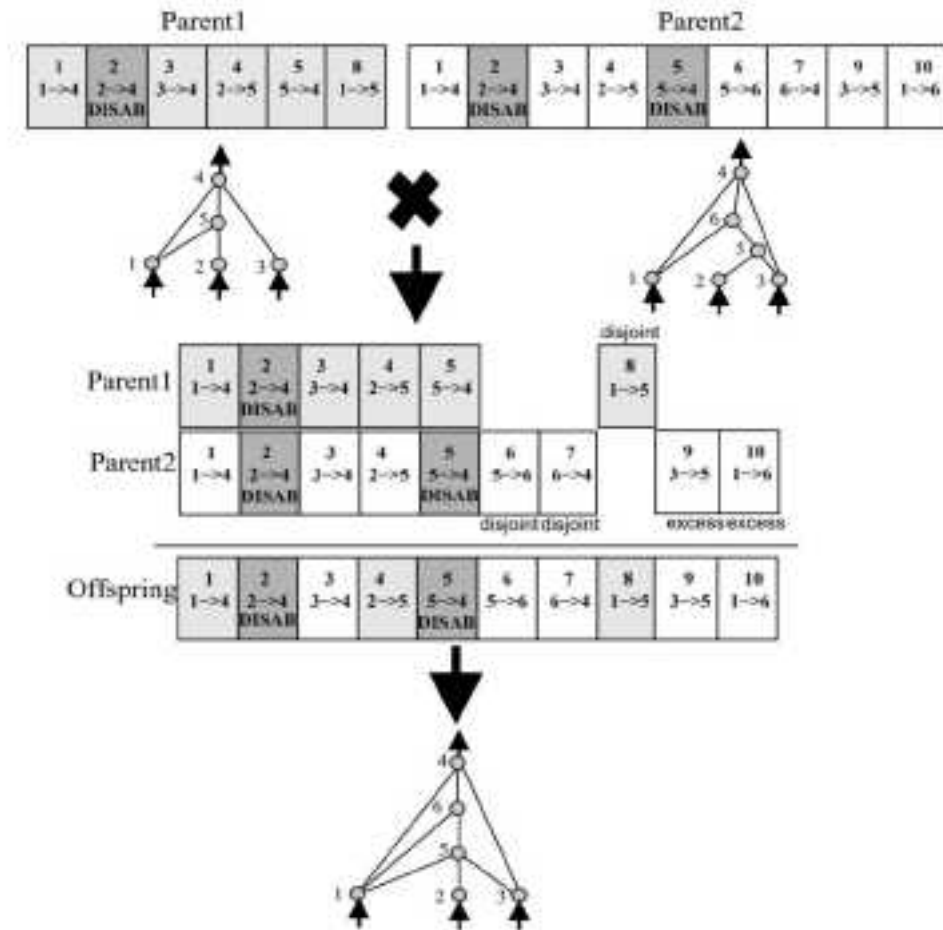 Parent1
Parent2
1 2 3 4 5 8
1->4 2->4 3->4 2->5 5->4 1->5
DISAB
1 2 3 4 5 6 7 9 10
1->4 2->4 3->4 2->5 5->4 5->6 6->4 3->5 1->6
DISAB DISAB
4
5
1 2 3
4
6
5
1 2 3
disjoint
Parent1
1 2 3 4 5 8
1->4 2->4 3->4 2->5 5->4 1->5
DISAB
Parent2
1 2 3 4 5 6 7 9 10
1->4 2->4 3->4 2->5 5->4 5->6 6->4 3->5 1->6
DISAB DISAB
disjoint disjoint excess excess
Offspring
1 2 3 4 5 6 7 8 9 10
1->4 2->4 3->4 2->5 5->4 5->6 6->4 1->5 3->5 1->6
DISAB DISAB
4
6
5
1 2 3